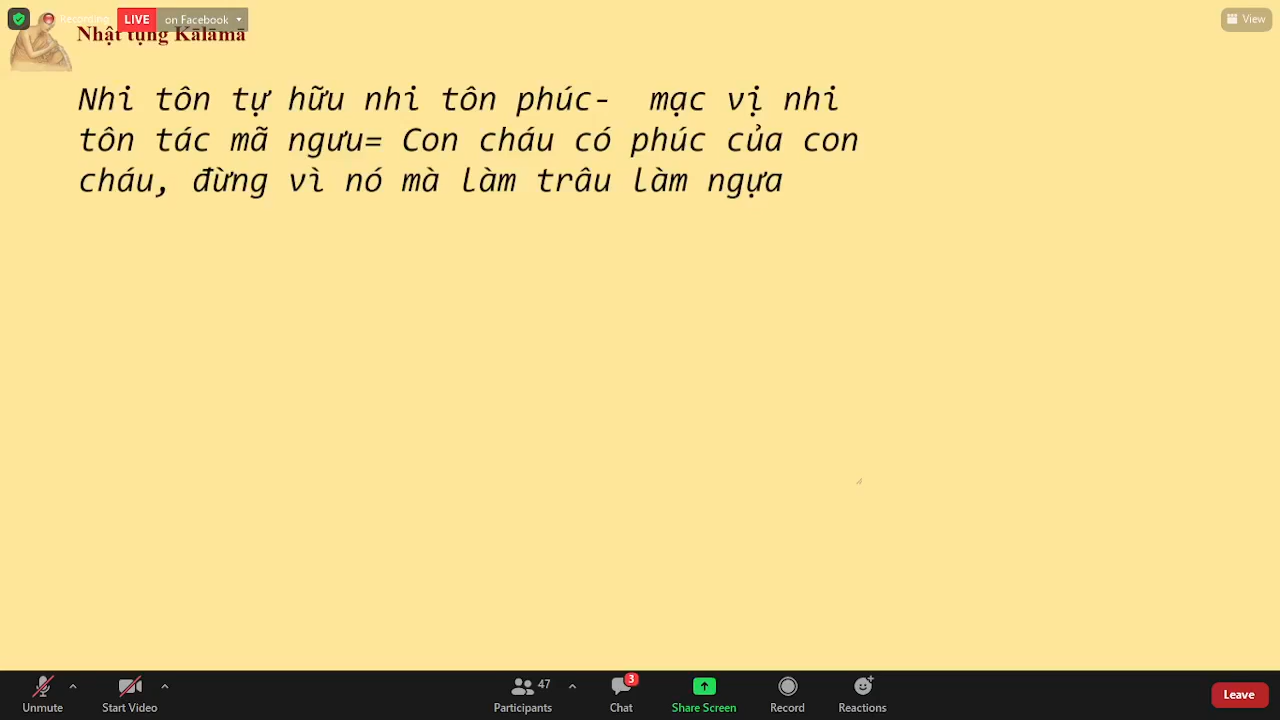 Recording
LIVE
on Facebook
View
Nhật tụng Kālāmā
Nhi tôn tự hữu nhi tôn phúc- mạc vị nhi
tôn tác mã ngưu= Con cháu có phúc của con
cháu, đừng vì nó mà làm trâu làm ngựa
47
3
Unmute
Start Video
Participants
Chat
Share Screen
Record
Reactions
Leave